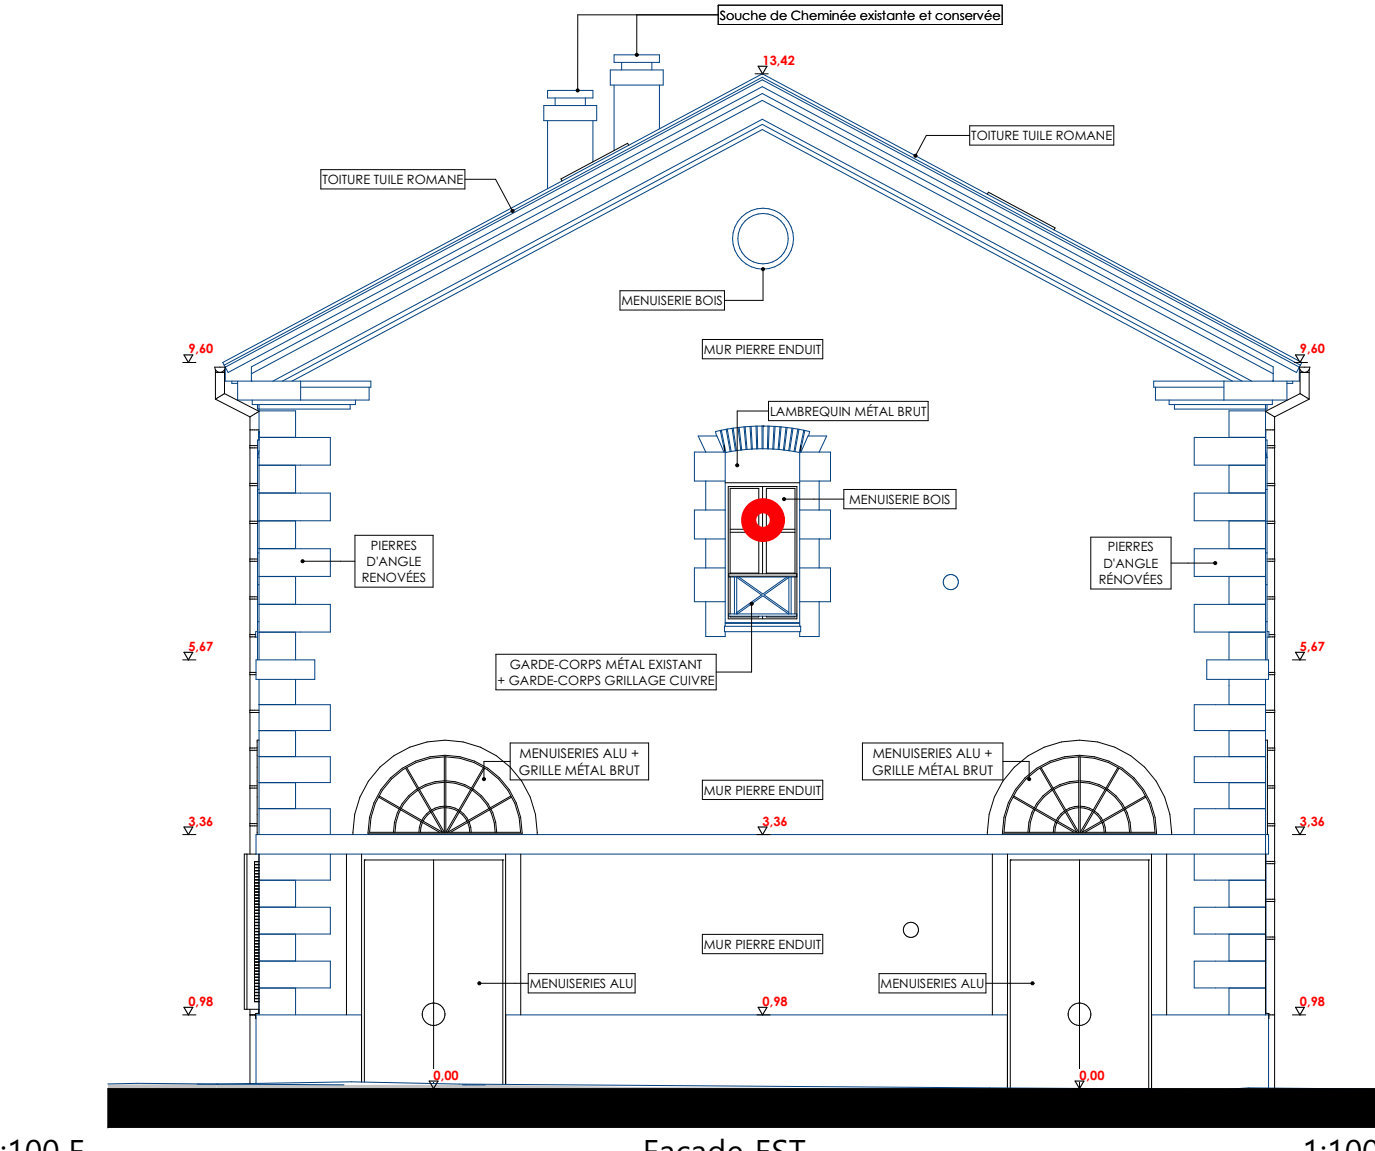 Souche de Cheminée existante et conservée
13,42
TOITURE TUILE ROMANE
TOITURE TUILE ROMANE
MENUISERIE BOIS
9,60
MUR PIERRE ENDUIT
9,60
LAMBREQUIN MÉTAL BRUT
MENUISERIE BOIS
PIERRES
D'ANGLE
RENOVÉES
PIERRES
D'ANGLE
RÉNOVÉES
5,67
5,67
GARDE-CORPS MÉTAL EXISTANT
+ GARDE-CORPS GRILLAGE CUIVRE
MENUISERIES ALU +
GRILLE MÉTAL BRUT
MENUISERIES ALU +
GRILLE MÉTAL BRUT
MUR PIERRE ENDUIT
3,36
3,36
3,36
MUR PIERRE ENDUIT
MENUISERIES ALU
MENUISERIES ALU
0,98
0,98
0,98
0,00
0,00
:100 E
Façade EST
1:100